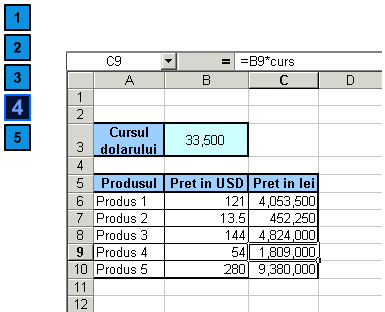 1
2
3
4
5
C9 = =B9*curs
A B C D
1
2
3 Cursul dolarului 33,500
4
5 Produsul Pret in USD Pret in lei
6 Produs 1 121 4,053,500
7 Produs 2 13.5 452,250
8 Produs 3 144 4,824,000
9 Produs 4 54 1,809,000
10 Produs 5 280 9,380,000
11
12